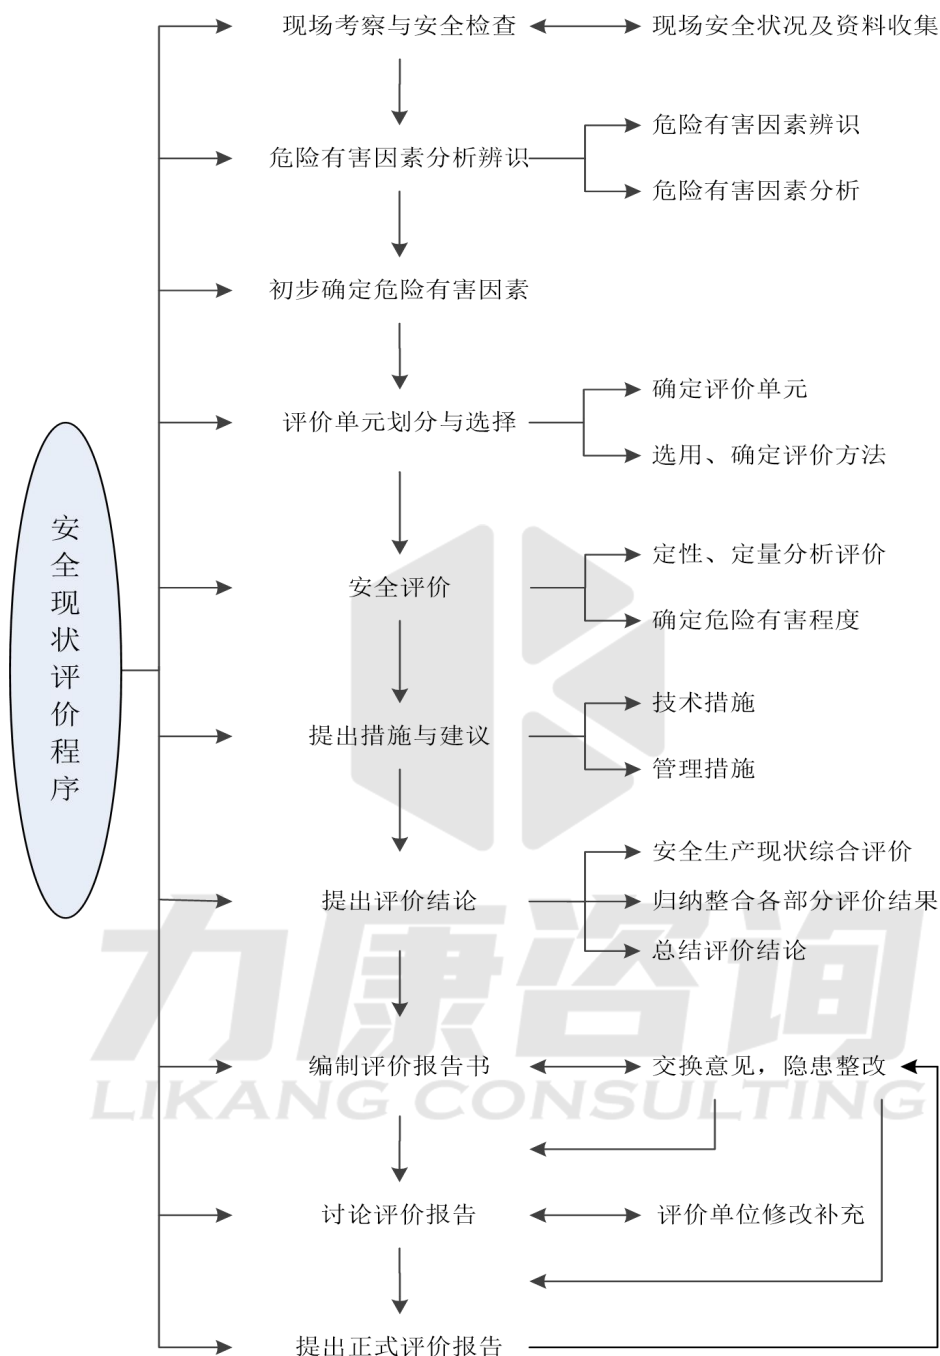 安全现状评价程序
现场考察与安全检查
现场安全状况及资料收集
危险有害因素分析辨识
危险有害因素辨识
危险有害因素分析
初步确定危险有害因素
评价单元划分与选择
确定评价单元
选用、确定评价方法
安全评价
定性、定量分析评价
确定危险有害程度
提出措施与建议
技术措施
管理措施
提出评价结论
安全生产现状综合评价
归纳整合各部分评价结果
总结评价结论
编制评价报告书
交换意见，隐患整改
讨论评价报告
评价单位修改补充
提出正式评价报告
力康咨询
LIKANG CONSULTING